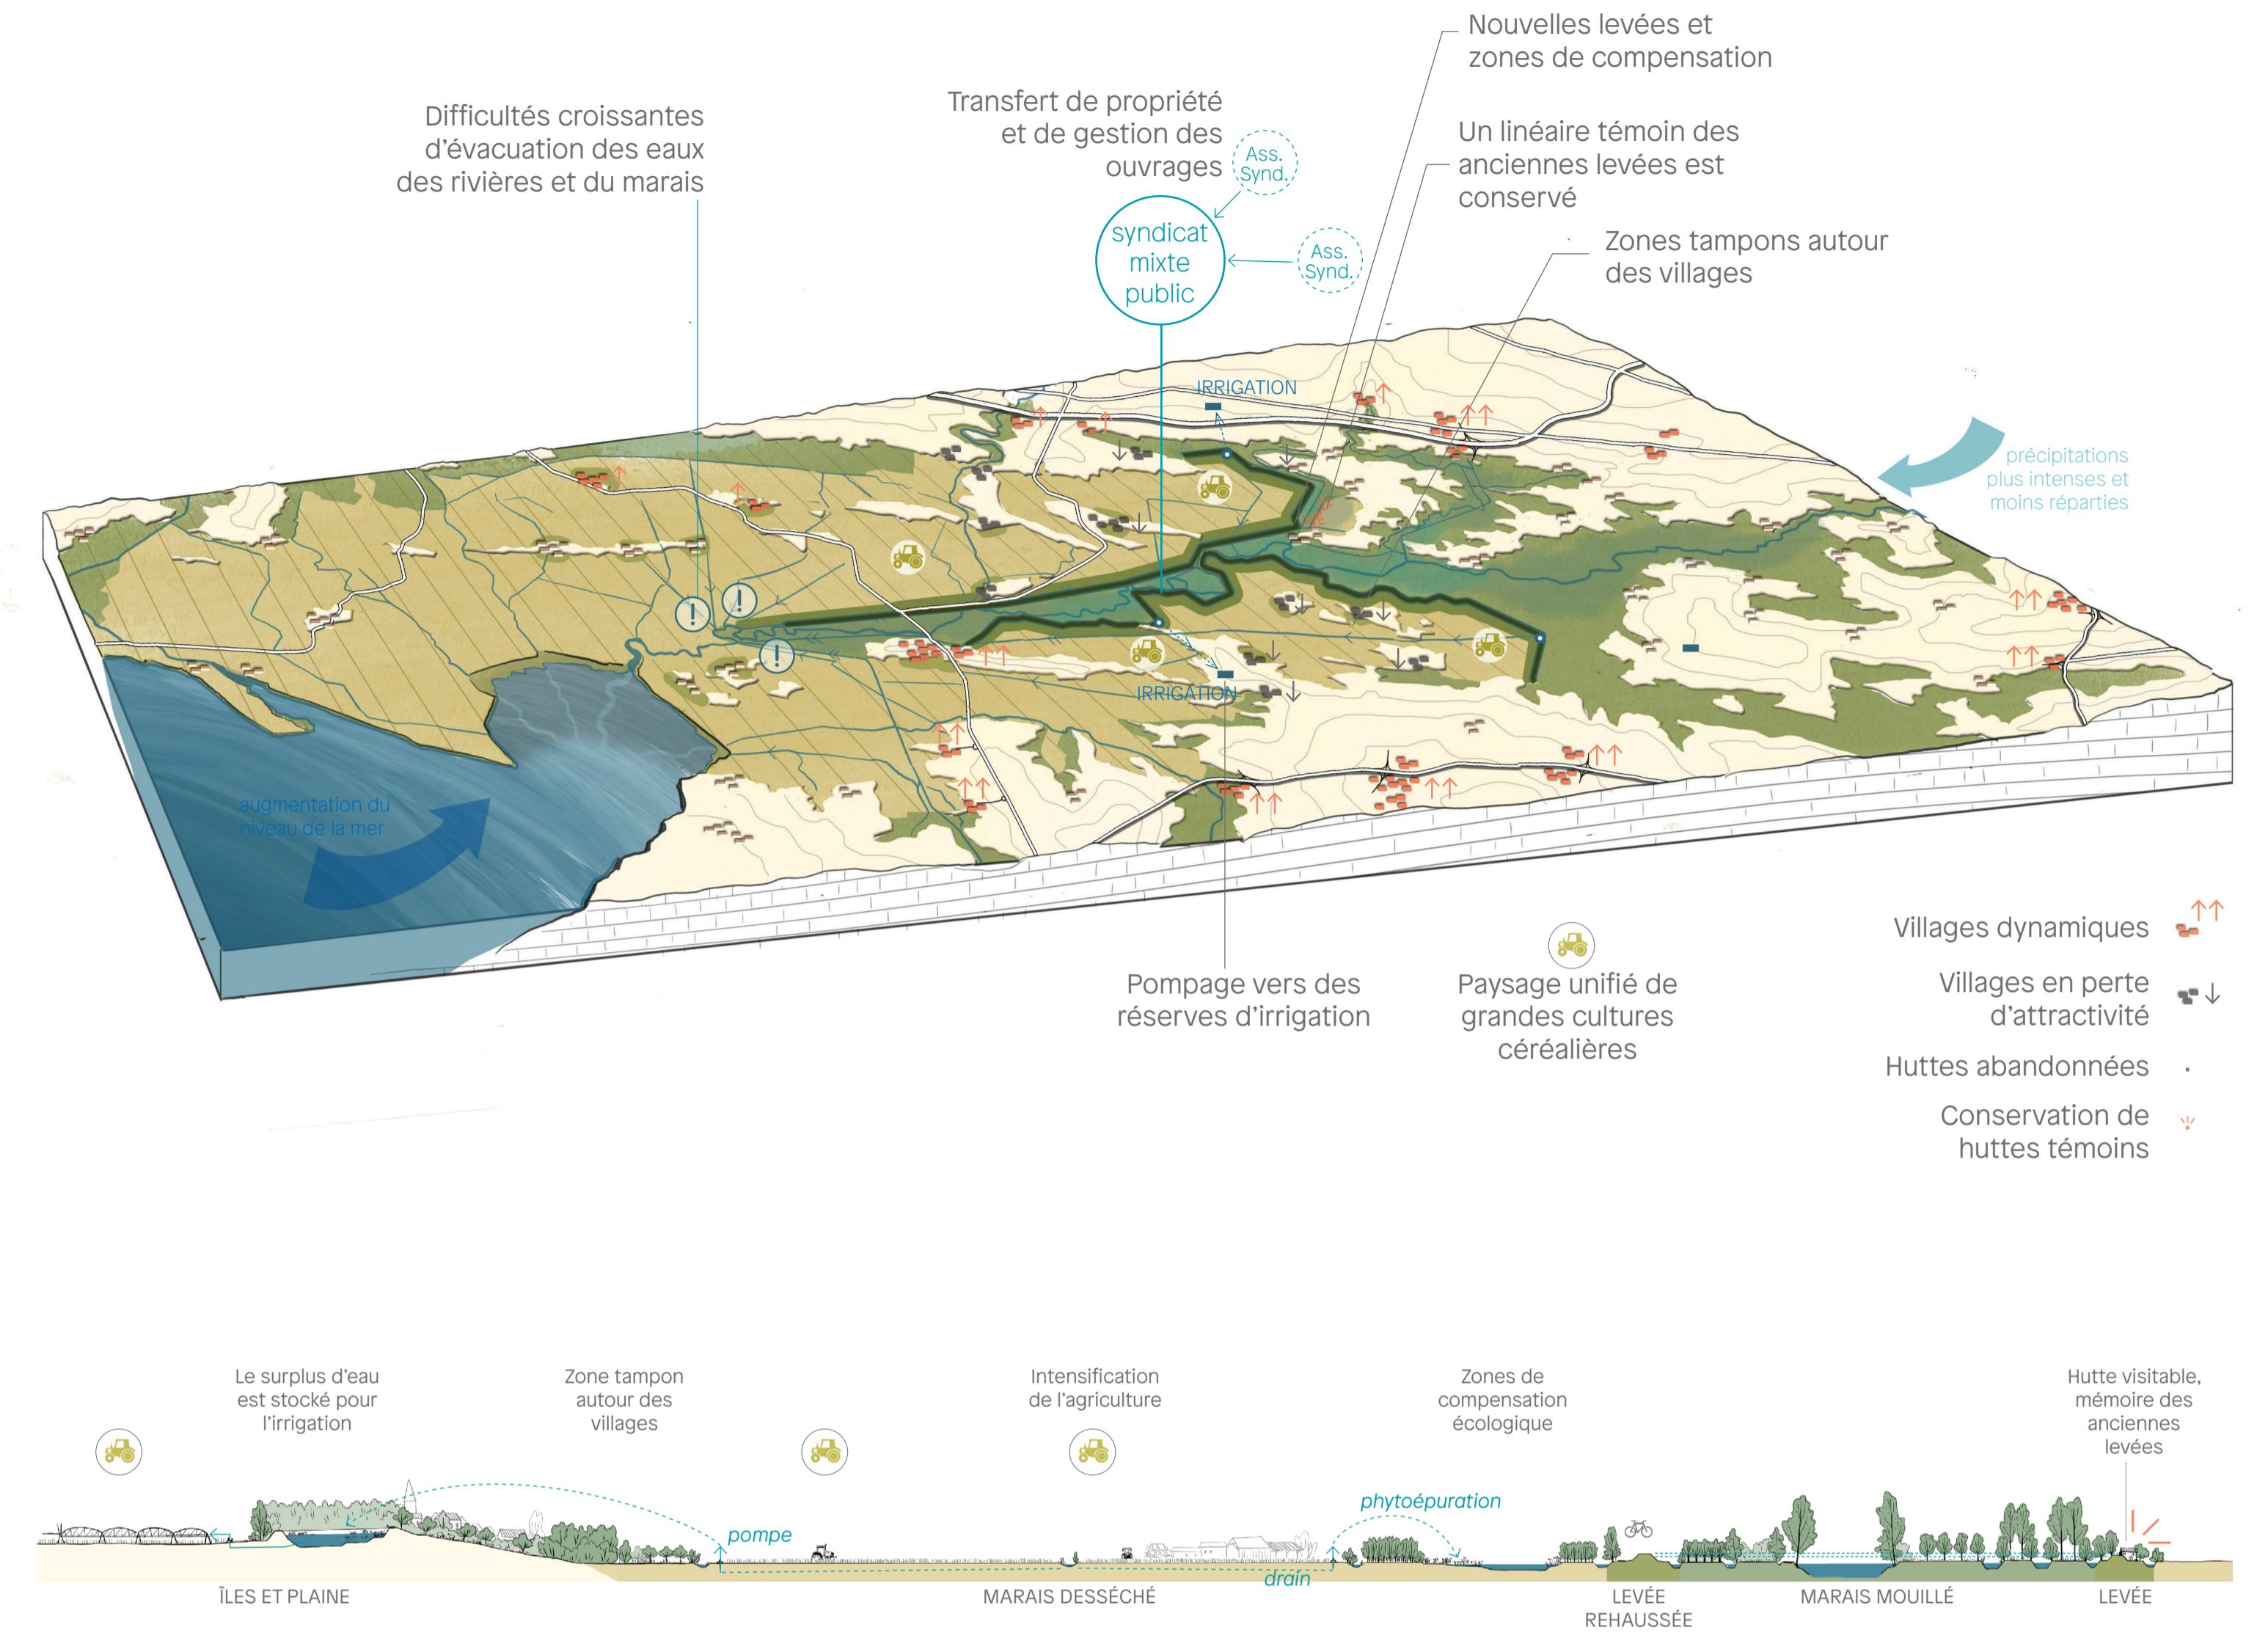 Nouvelles levées et
zones de compensation
Difficultés croissantes
d'évacuation des eaux
des rivières et du marais
Transfert de propriété
et de gestion des
ouvrages
Ass.
Synd.
syndicat
mixte
public
Ass.
Synd.
Un linéaire témoin des
anciennes levées est
conservé
Zones tampons autour
des villages
IRRIGATION
précipitations
plus intenses et
moins réparties
!
!
!
IRRIGATION
augmentation du
niveau de la mer
Pompage vers des
réserves d'irrigation
Paysage unifié de
grandes cultures
céréalières
Villages dynamiques
Villages en perte
d'attractivité
Huttes abandonnées
Conservation de
huttes témoins
Le surplus d'eau
est stocké pour
l'irrigation
Zone tampon
autour des
villages
Intensification
de l'agriculture
Zones de
compensation
écologique
Hutte visitable,
mémoire des
anciennes
levées
pompe
phytoépuration
drain
ÎLES ET PLAINE
MARAIS DESSÉCHÉ
LEVÉE
REHAUSSÉE
MARAIS MOUILLÉ
LEVÉE